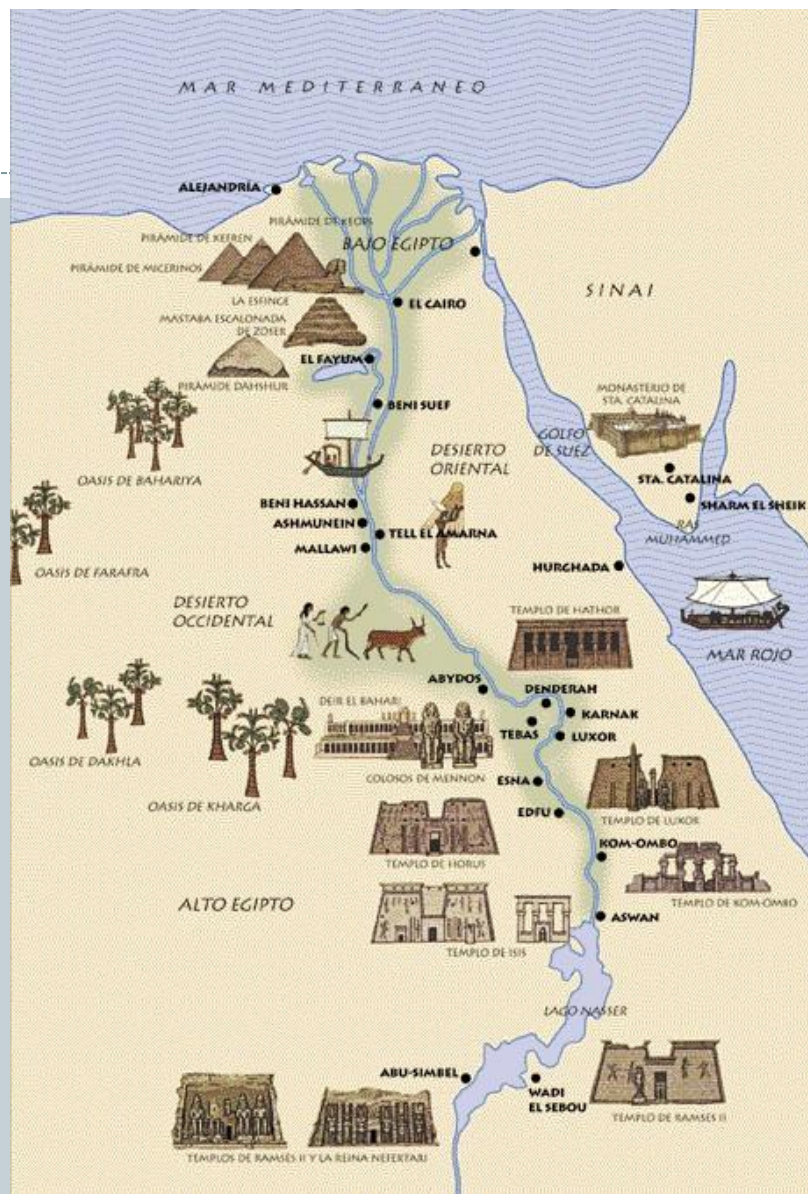 MAR MEDITERRANEO
ALEJANDRÍA
PIRÁMIDE DE KEOPS
PIRÁMIDE DE KEFREN
BAJO EGIPTO
PIRÁMIDE DE MICERINOS
SINAI
LA ESFINGE
EL CAIRO
MASTABA ESCALONADA
DE ZOSER
EL FAYUM
PIRÁMIDE DAHSHUR
MONASTERIO DE
STA. CATALINA
BENI SUEF
GOLFO
DE SUEZ
DESIERTO
ORIENTAL
OASIS DE BAHARIYA
STA. CATALINA
SHARM EL SHEIK
BENI HASSAN
ASHMUNEIN
TELL EL AMARNA
RAS
MUHAMMED
MALLAWI
HURGHADA
OASIS DE FARAFRA
DESIERTO
OCCIDENTAL
TEMPLO DE HATHOR
MAR ROJO
ABYDOS
DENDERAH
DEIR EL BAHARI
KARNAK
TEBAS
LUXOR
OASIS DE DAKHLA
COLOSOS DE MENNON
ESNA
OASIS DE KHARGA
EDFU
TEMPLO DE LUXOR
KOM-OMBO
TEMPLO DE HORUS
ALTO EGIPTO
TEMPLO DE KOM-OMBO
ASWAN
TEMPLO DE ISIS
LAGO NASSER
ABU-SIMBEL
WADI
EL SEBOU
TEMPLO DE RAMSES II
TEMPLOS DE RAMSES II Y LA REINA NEFERTARI